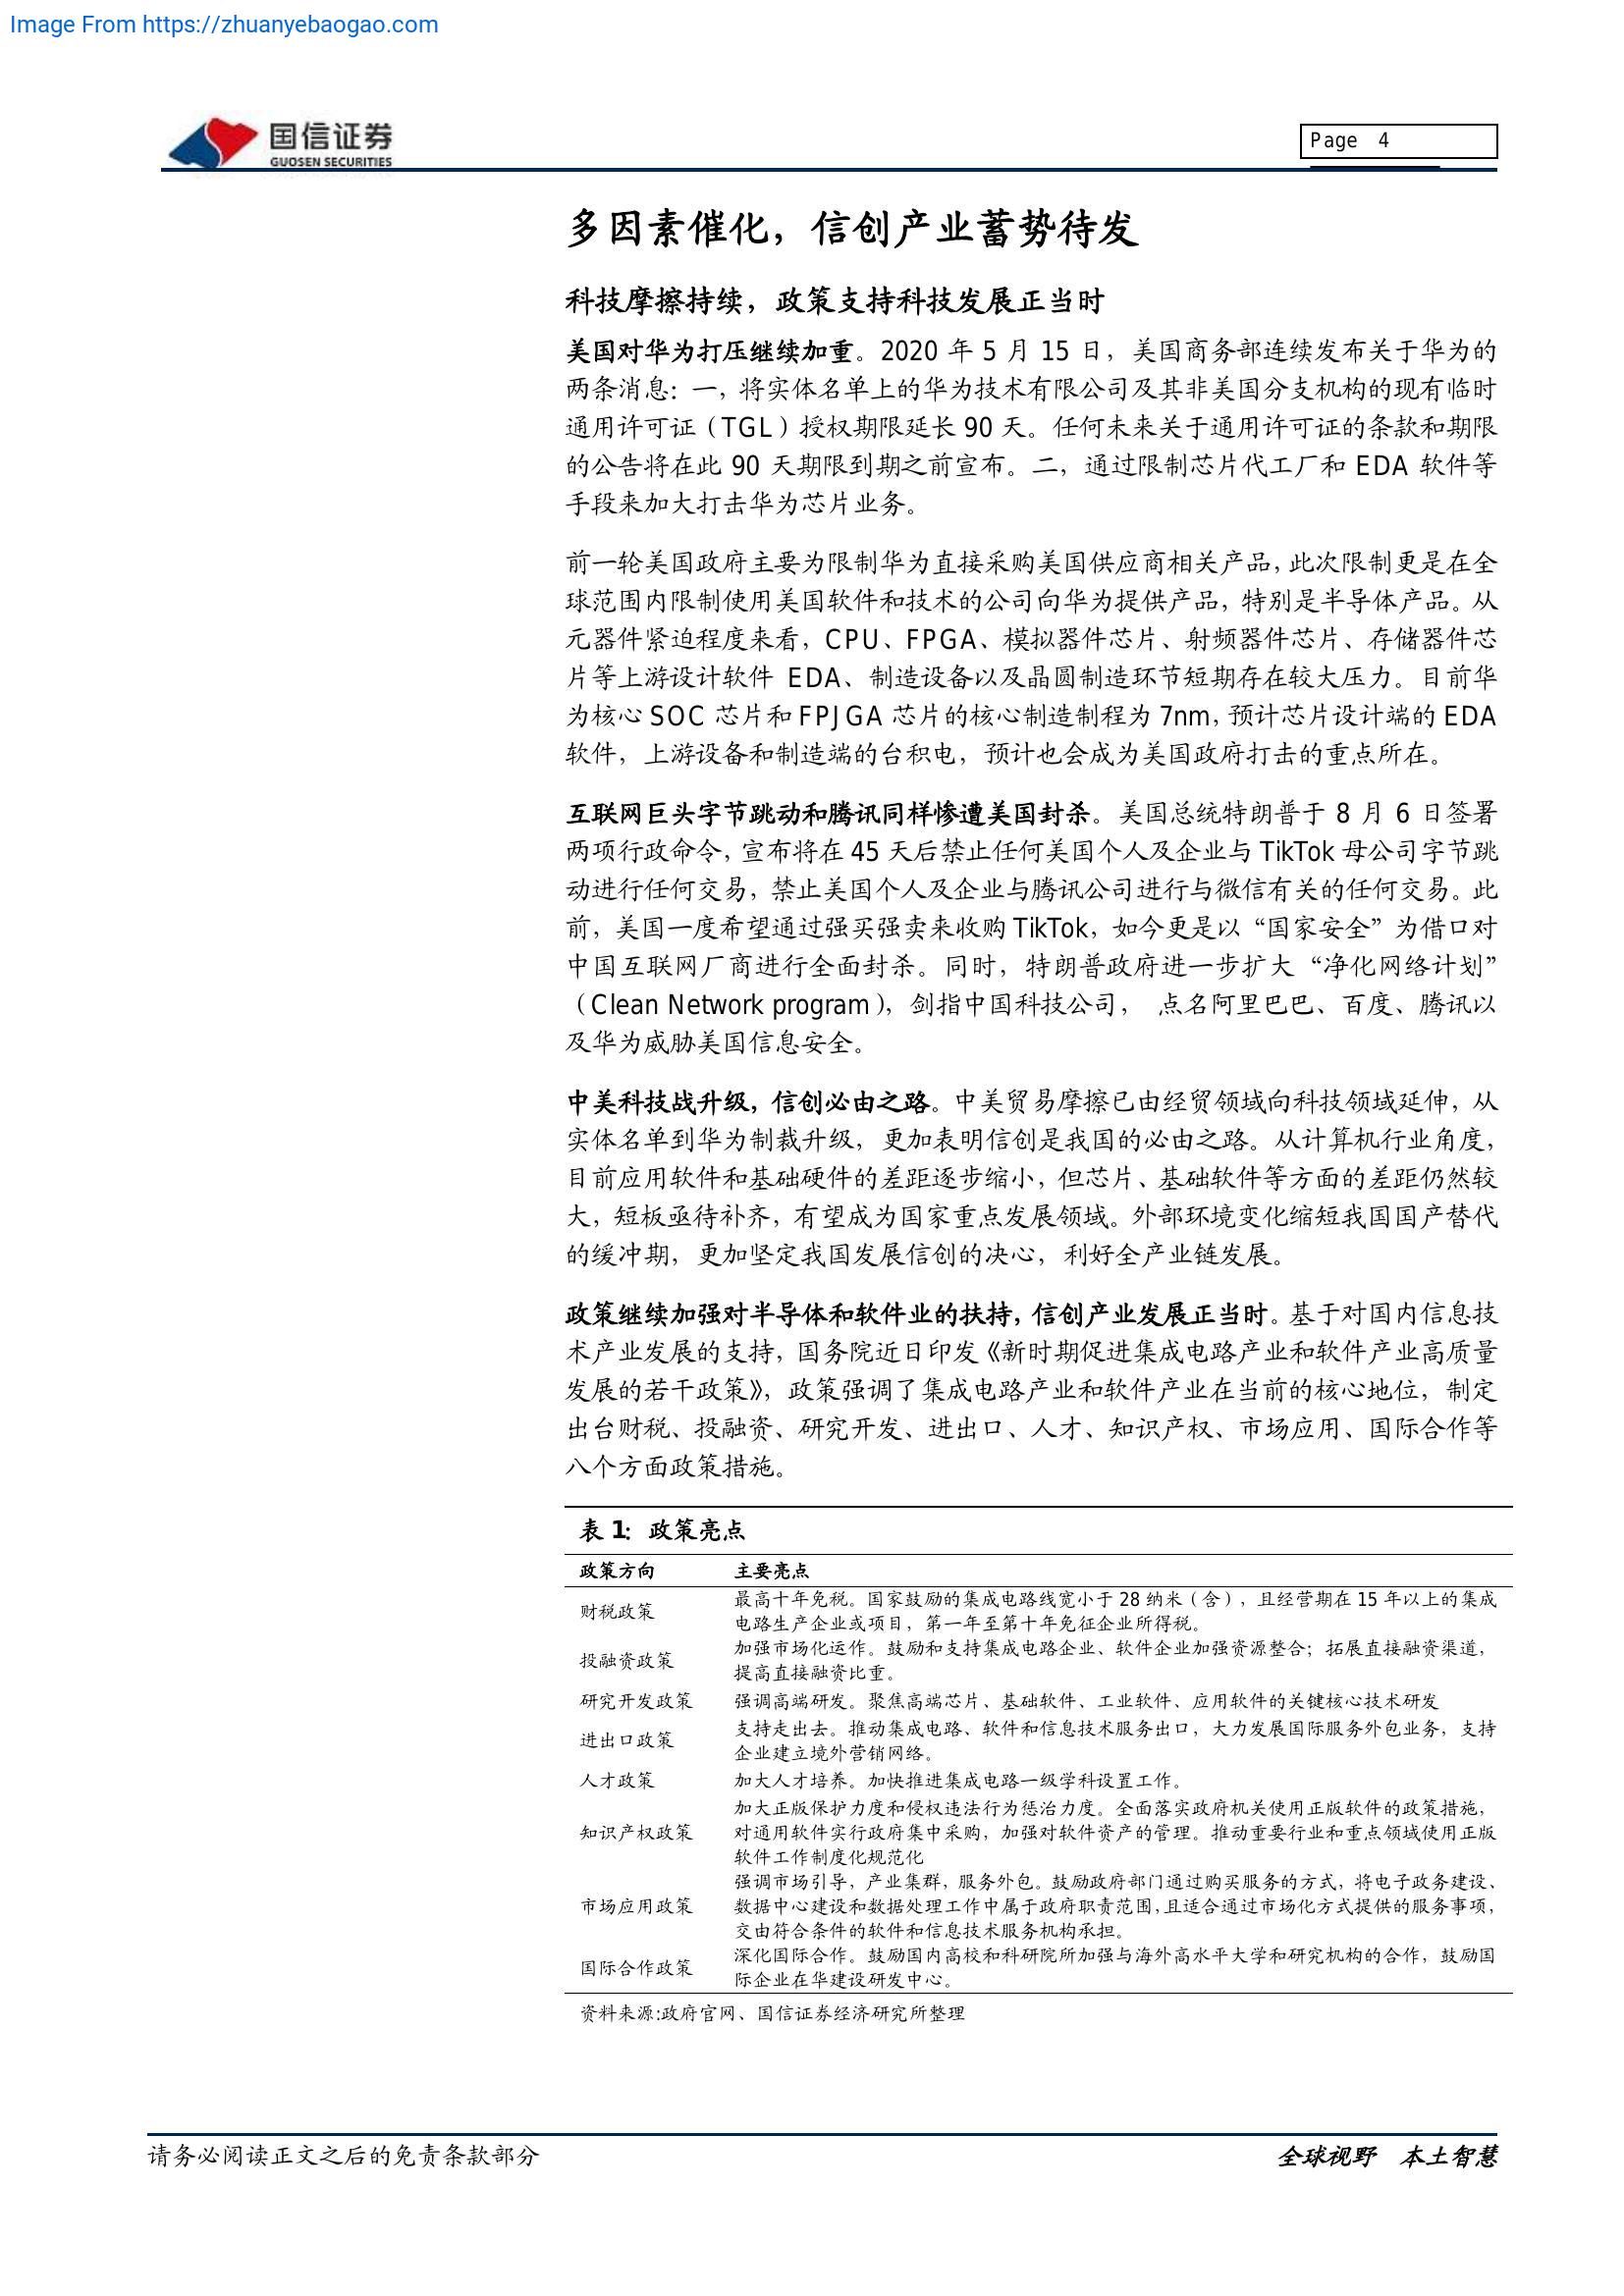 Image From https://zhuanyebaogao.com
国信证券
GUOSEN SECURITIES
Page 4
多因素催化，信创产业蓄势待发
科技摩擦持续，政策支持科技发展正当时
美国对华为打压继续加重。2020 年 5 月 15 日，美国商务部连续发布关于华为的
两条消息：一，将实体名单上的华为技术有限公司及其非美国分支机构的现有临时
通用许可证（TGL）授权期限延长 90 天。任何未来关于通用许可证的条款和期限
的公告将在此 90 天期限到期之前宣布。二，通过限制芯片代工厂和 EDA 软件等
手段来加大打击华为芯片业务。
前一轮美国政府主要为限制华为直接采购美国供应商相关产品，此次限制更是在全
球范围内限制使用美国软件和技术的公司向华为提供产品，特别是半导体产品。从
元器件紧迫程度来看，CPU、FPGA、模拟器件芯片、射频器件芯片、存储器件芯
片等上游设计软件 EDA、制造设备以及晶圆制造环节短期存在较大压力。目前华
为核心 SOC 芯片和 FPJGA 芯片的核心制造制程为 7nm，预计芯片设计端的 EDA
软件，上游设备和制造端的台积电，预计也会成为美国政府打击的重点所在。
互联网巨头字节跳动和腾讯同样惨遭美国封杀。美国总统特朗普于 8 月 6 日签署
两项行政命令，宣布将在 45 天后禁止任何美国个人及企业与 TikTok 母公司字节跳
动进行任何交易，禁止美国个人及企业与腾讯公司进行与微信有关的任何交易。此
前，美国一度希望通过强买强卖来收购 TikTok，如今更是以“国家安全”为借口对
中国互联网厂商进行全面封杀。同时，特朗普政府进一步扩大“净化网络计划”
（Clean Network program），剑指中国科技公司， 点名阿里巴巴、百度、腾讯以
及华为威胁美国信息安全。
中美科技战升级，信创必由之路。中美贸易摩擦已由经贸领域向科技领域延伸，从
实体名单到华为制裁升级，更加表明信创是我国的必由之路。从计算机行业角度，
目前应用软件和基础硬件的差距逐步缩小，但芯片、基础软件等方面的差距仍然较
大，短板亟待补齐，有望成为国家重点发展领域。外部环境变化缩短我国国产替代
的缓冲期，更加坚定我国发展信创的决心，利好全产业链发展。
政策继续加强对半导体和软件业的扶持，信创产业发展正当时。基于对国内信息技
术产业发展的支持，国务院近日印发《新时期促进集成电路产业和软件产业高质量
发展的若干政策》，政策强调了集成电路产业和软件产业在当前的核心地位，制定
出台财税、投融资、研究开发、进出口、人才、知识产权、市场应用、国际合作等
八个方面政策措施。
表 1：政策亮点
政策方向 主要亮点
财税政策 最高十年免税。国家鼓励的集成电路线宽小于 28 纳米（含），且经营期在 15 年以上的集成
电路生产企业或项目，第一年至第十年免征企业所得税。
投融资政策 加强市场化运作。鼓励和支持集成电路企业、软件企业加强资源整合；拓展直接融资渠道，
提高直接融资比重。
研究开发政策 强调高端研发。聚焦高端芯片、基础软件、工业软件、应用软件的关键核心技术研发
进出口政策 支持走出去。推动集成电路、软件和信息技术服务出口，大力发展国际服务外包业务，支持
企业建立境外营销网络。
人才政策 加大人才培养。加快推进集成电路一级学科设置工作。
加大正版保护力度和侵权违法行为惩治力度。全面落实政府机关使用正版软件的政策措施，
知识产权政策 对通用软件实行政府集中采购，加强对软件资产的管理。推动重要行业和重点领域使用正版
软件工作制度化规范化
强调市场引导，产业集群，服务外包。鼓励政府部门通过购买服务的方式，将电子政务建设、
市场应用政策 数据中心建设和数据处理工作中属于政府职责范围，且适合通过市场化方式提供的服务事项，
交由符合条件的软件和信息技术服务机构承担。
国际合作政策 深化国际合作。鼓励国内高校和科研院所加强与海外高水平大学和研究机构的合作，鼓励国
际企业在华建设研发中心。
资料来源:政府官网、国信证券经济研究所整理
请务必阅读正文之后的免责条款部分
全球视野 本土智慧